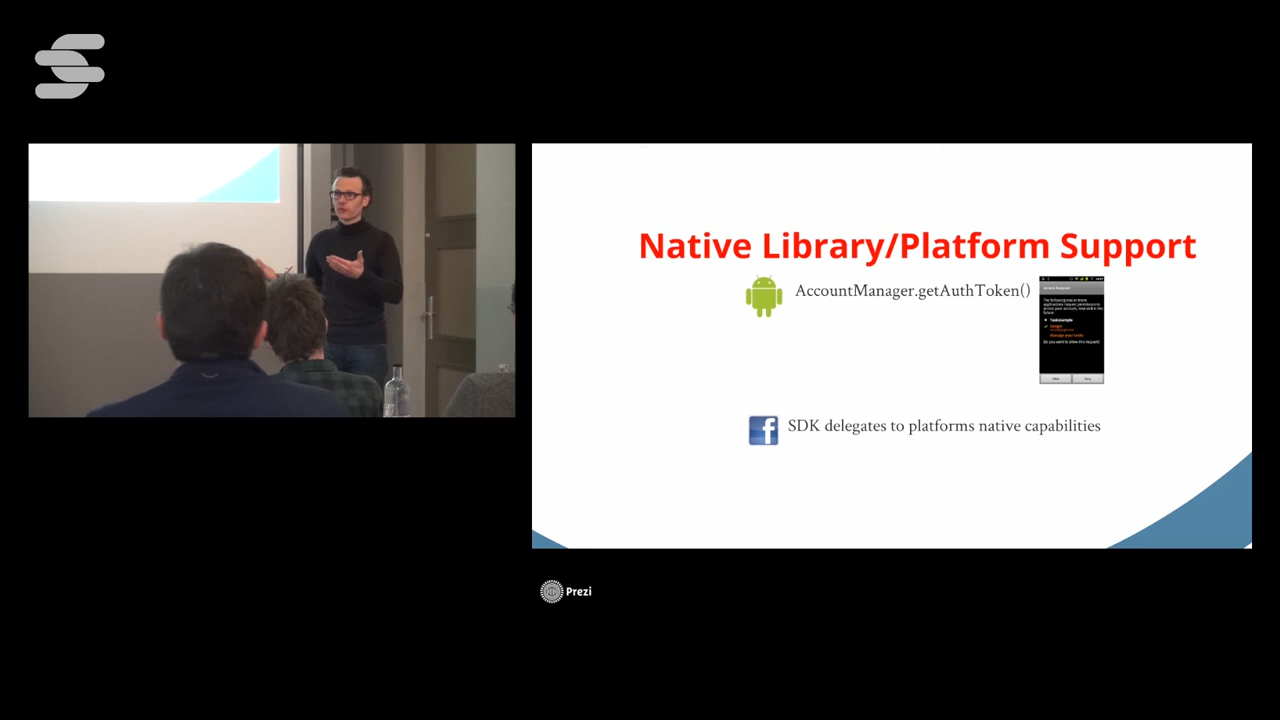 Native Library/Platform Support
AccountManager.getAuthToken()
SDK delegates to platforms native capabilities
Prezi